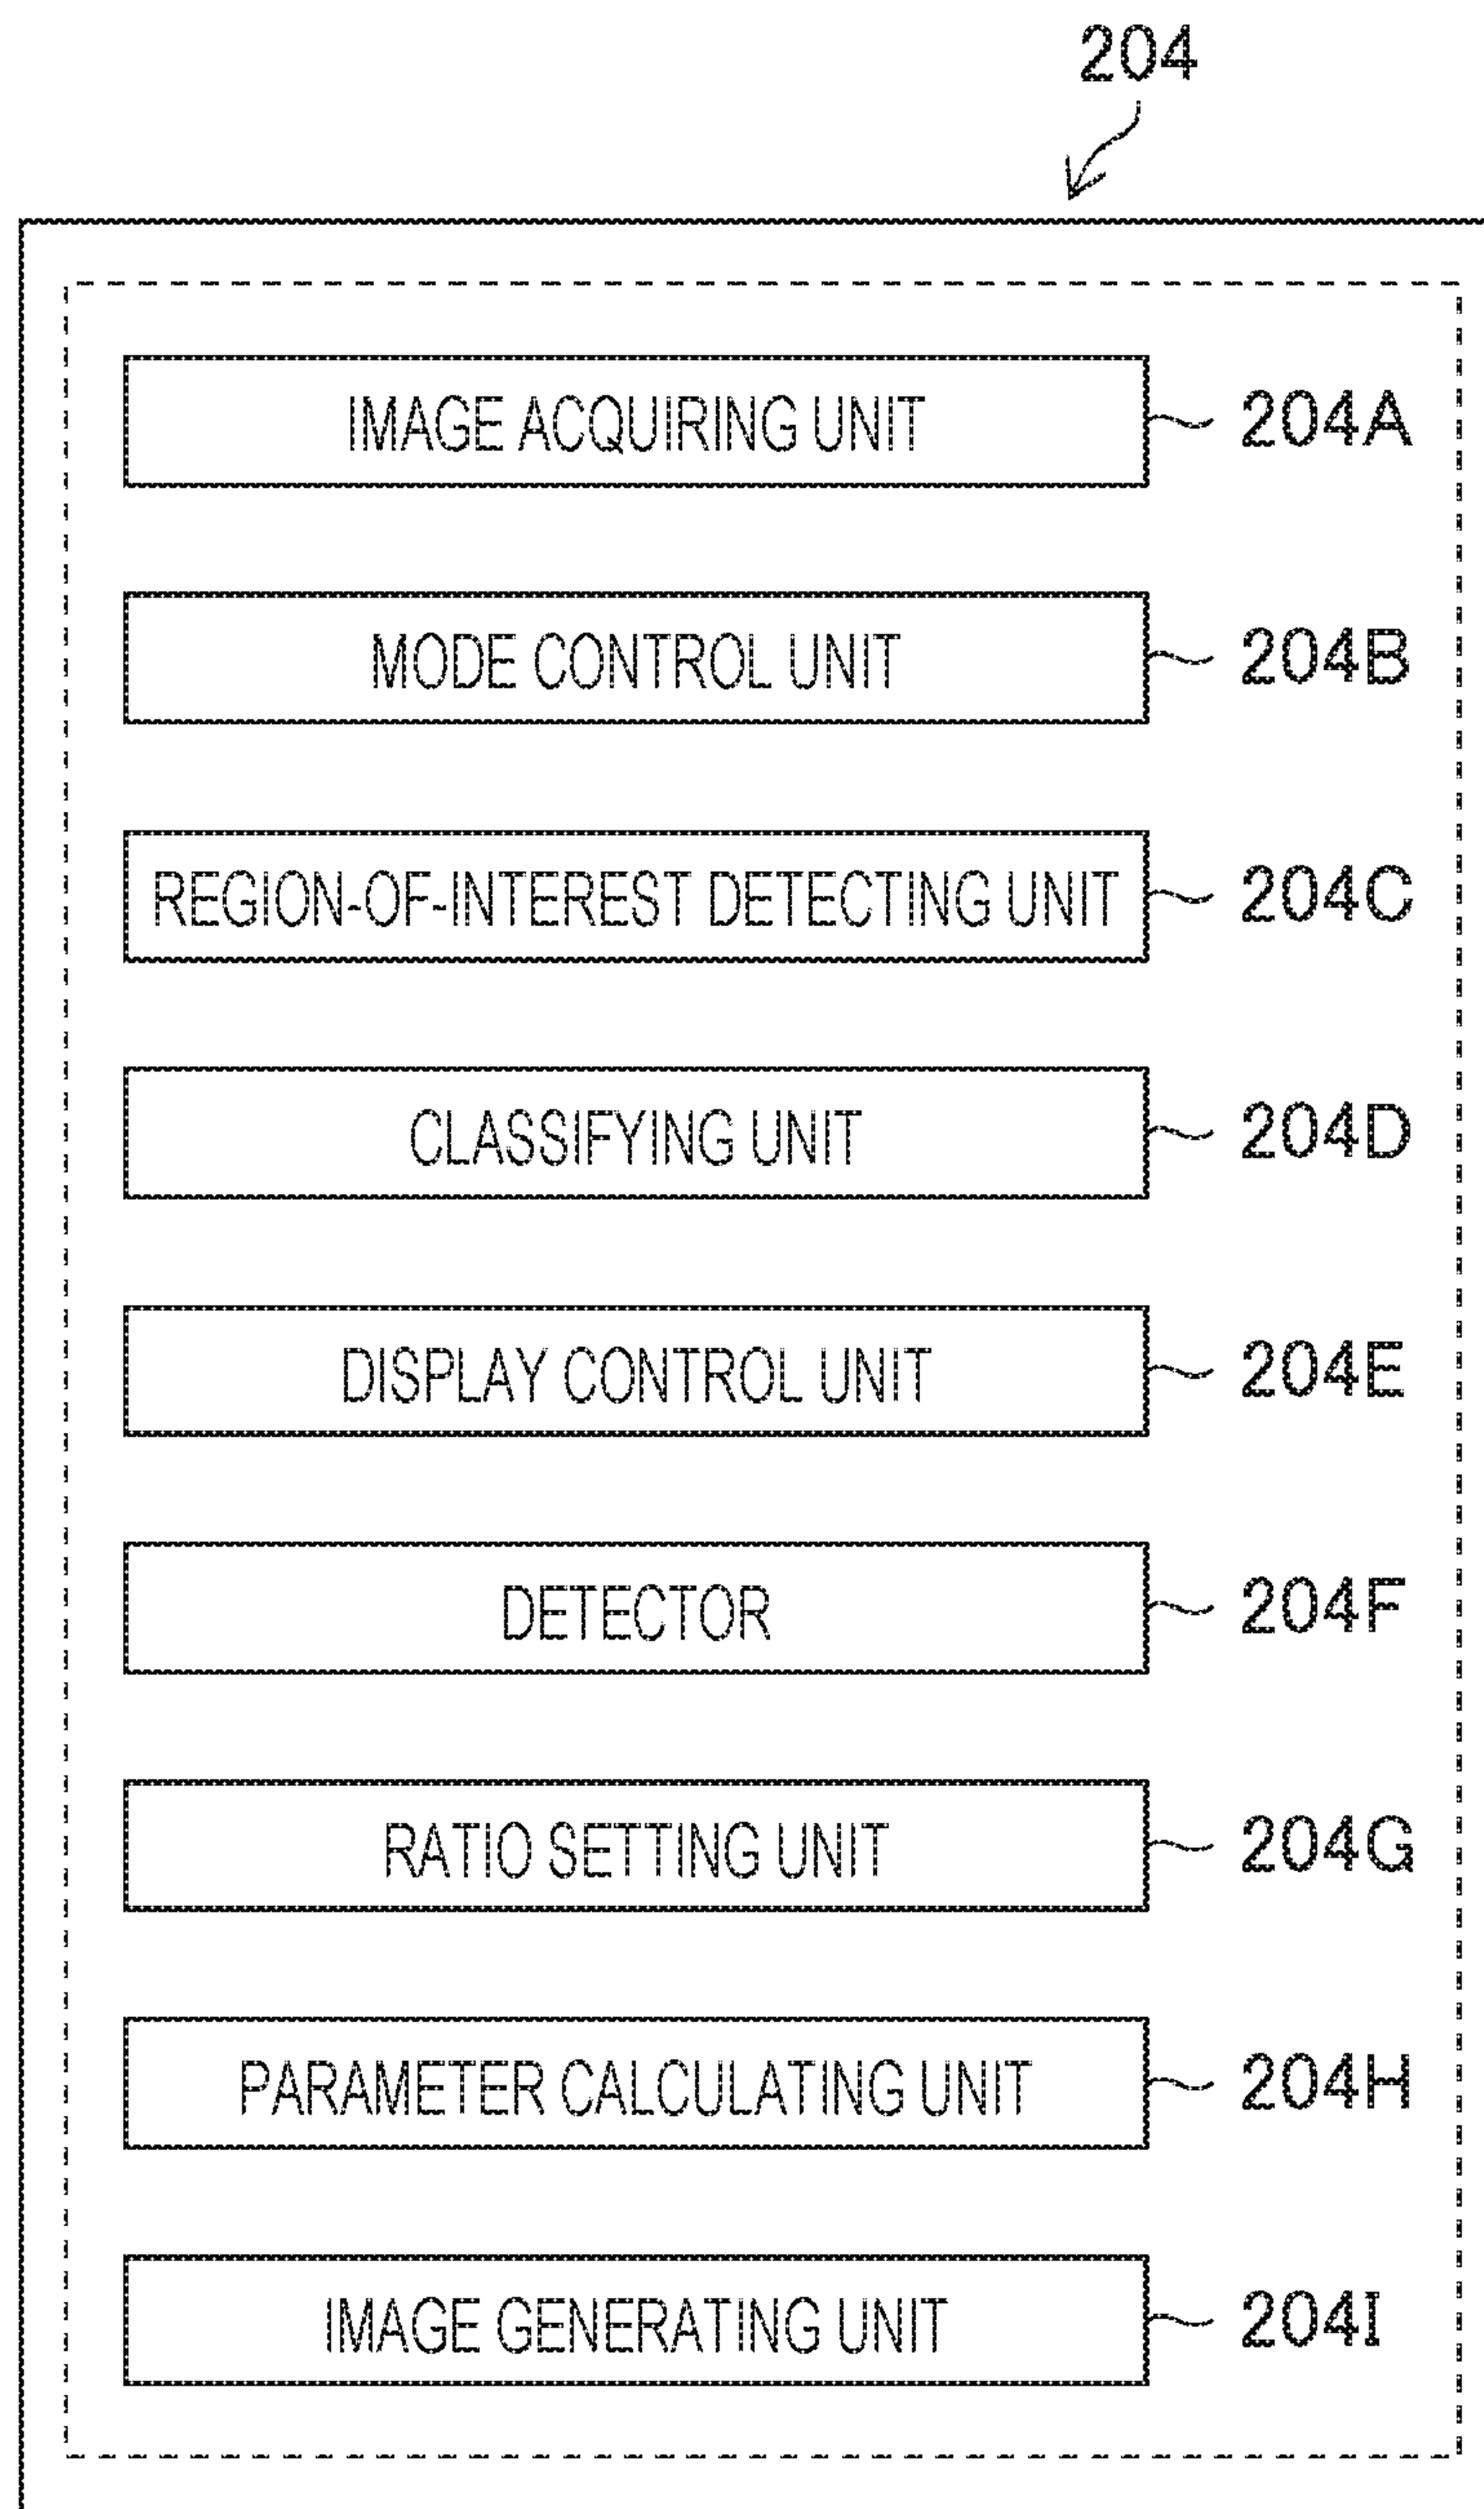 204
IMAGE ACQUIRING UNIT 204A
MODE CONTROL UNIT 204B
REGION-OF-INTEREST DETECTING UNIT 204C
CLASSIFYING UNIT 204D
DISPLAY CONTROL UNIT 204E
DETECTOR 204F
RATIO SETTING UNIT 204G
PARAMETER CALCULATING UNIT 204H
IMAGE GENERATING UNIT 204I